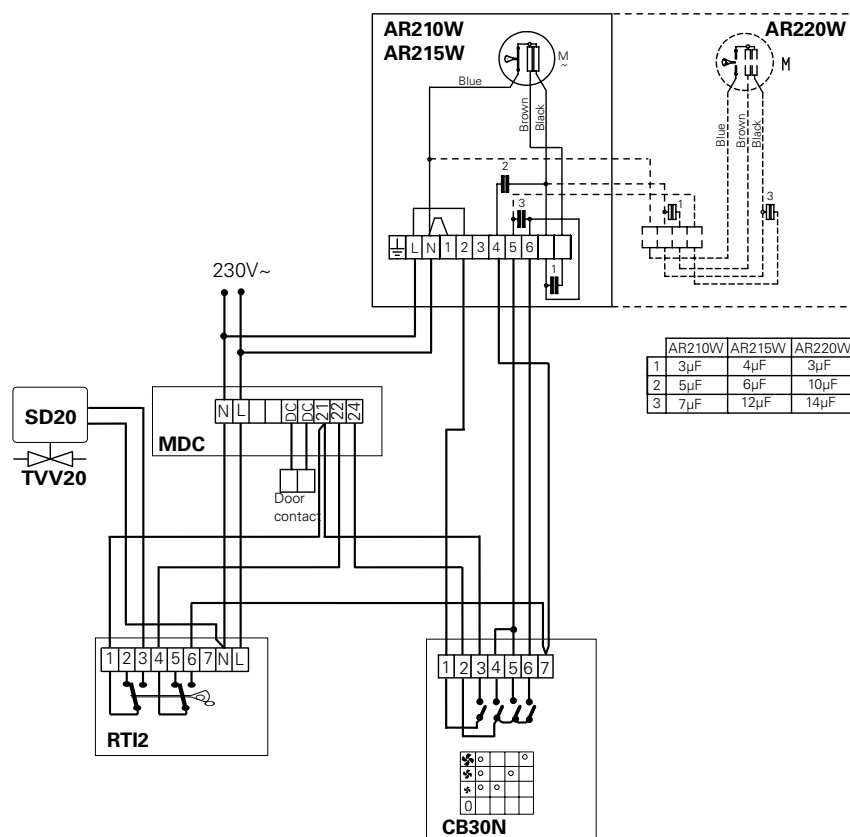 AR210W
AR215W
AR220W
M
~
M
Blue
Brown
Black
Blue
Brown
Black
2
3
1
3
L N 1 2 3 4 5 6
1
230V~
AR210W AR215W AR220W
1 3µF 4µF 3µF
2 5µF 6µF 10µF
3 7µF 12µF 14µF
SD20
TVV20
N L DC DC 21 22 24
MDC
Door
contact
1 2 3 4 5 6 7 N L
RTI2
1 2 3 4 5 6 7
0
CB30N